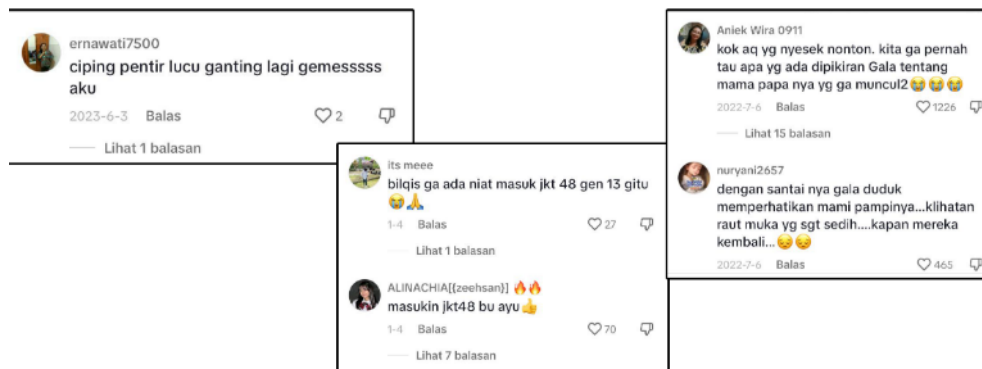 ernawati7500
ciping pentir lucu ganting lagi gemesssss
aku
2023-6-3 Balas 2
Lihat 1 balasan
its meee
bilqis ga ada niat masuk jkt 48 gen 13 gitu
😭🙏
1-4 Balas 27
Lihat 1 balasan
ALINACHIA[{zeehsan}] 🔥🔥
masukin jkt48 bu ayu👍
1-4 Balas 70
Lihat 7 balasan
Aniek Wira 0911
kok aq yg nyesek nonton. kita ga pernah
tau apa yg ada dipikiran Gala tentang
mama papa nya yg ga muncul2😭😭😭
2022-7-6 Balas 1226
Lihat 15 balasan
nuryani2657
dengan santai nya gala duduk
memperhatikan mami pampinya...klihatan
raut muka yg sgt sedih....kapan mereka
kembali...😔😔
2022-7-6 Balas 465